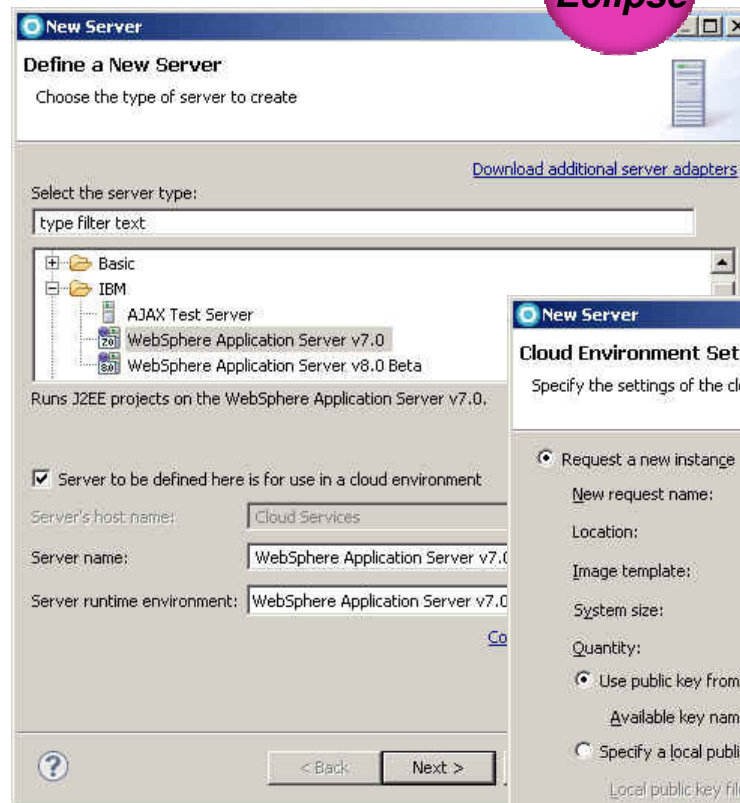 Eclipse
New Server
Define a New Server
Choose the type of server to create
Download additional server adapters
Select the server type:
type filter text
Basic
IBM
AJAX Test Server
WebSphere Application Server v7.0
WebSphere Application Server v8.0 Beta
Runs J2EE projects on the WebSphere Application Server v7.0.
Server to be defined here is for use in a cloud environment
Server's host name: Cloud Services
Server name: WebSphere Application Server v7.0
Server runtime environment: WebSphere Application Server v7.0
Co
< Back Next >
New Server
Cloud Environment Set
Specify the settings of the cl
Request a new instance
New request name:
Location:
Image template:
System size:
Quantity:
Use public key from
Available key nam
Specify a local publi
Local public key fil